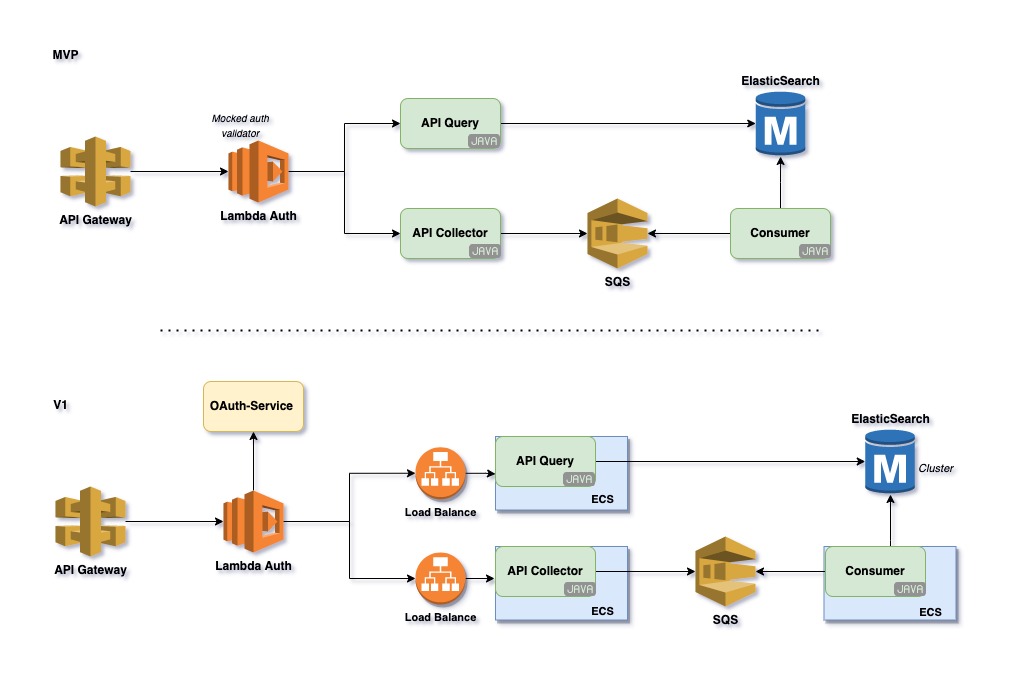 MVP
ElasticSearch
Mocked auth
validator
API Query
JAVA
M
API Gateway
Lambda Auth
API Collector
JAVA
SQS
Consumer
JAVA
V1
OAuth-Service
ElasticSearch
API Query
JAVA
ECS
M
Cluster
Load Balance
API Gateway
Lambda Auth
API Collector
JAVA
ECS
Load Balance
SQS
Consumer
JAVA
ECS